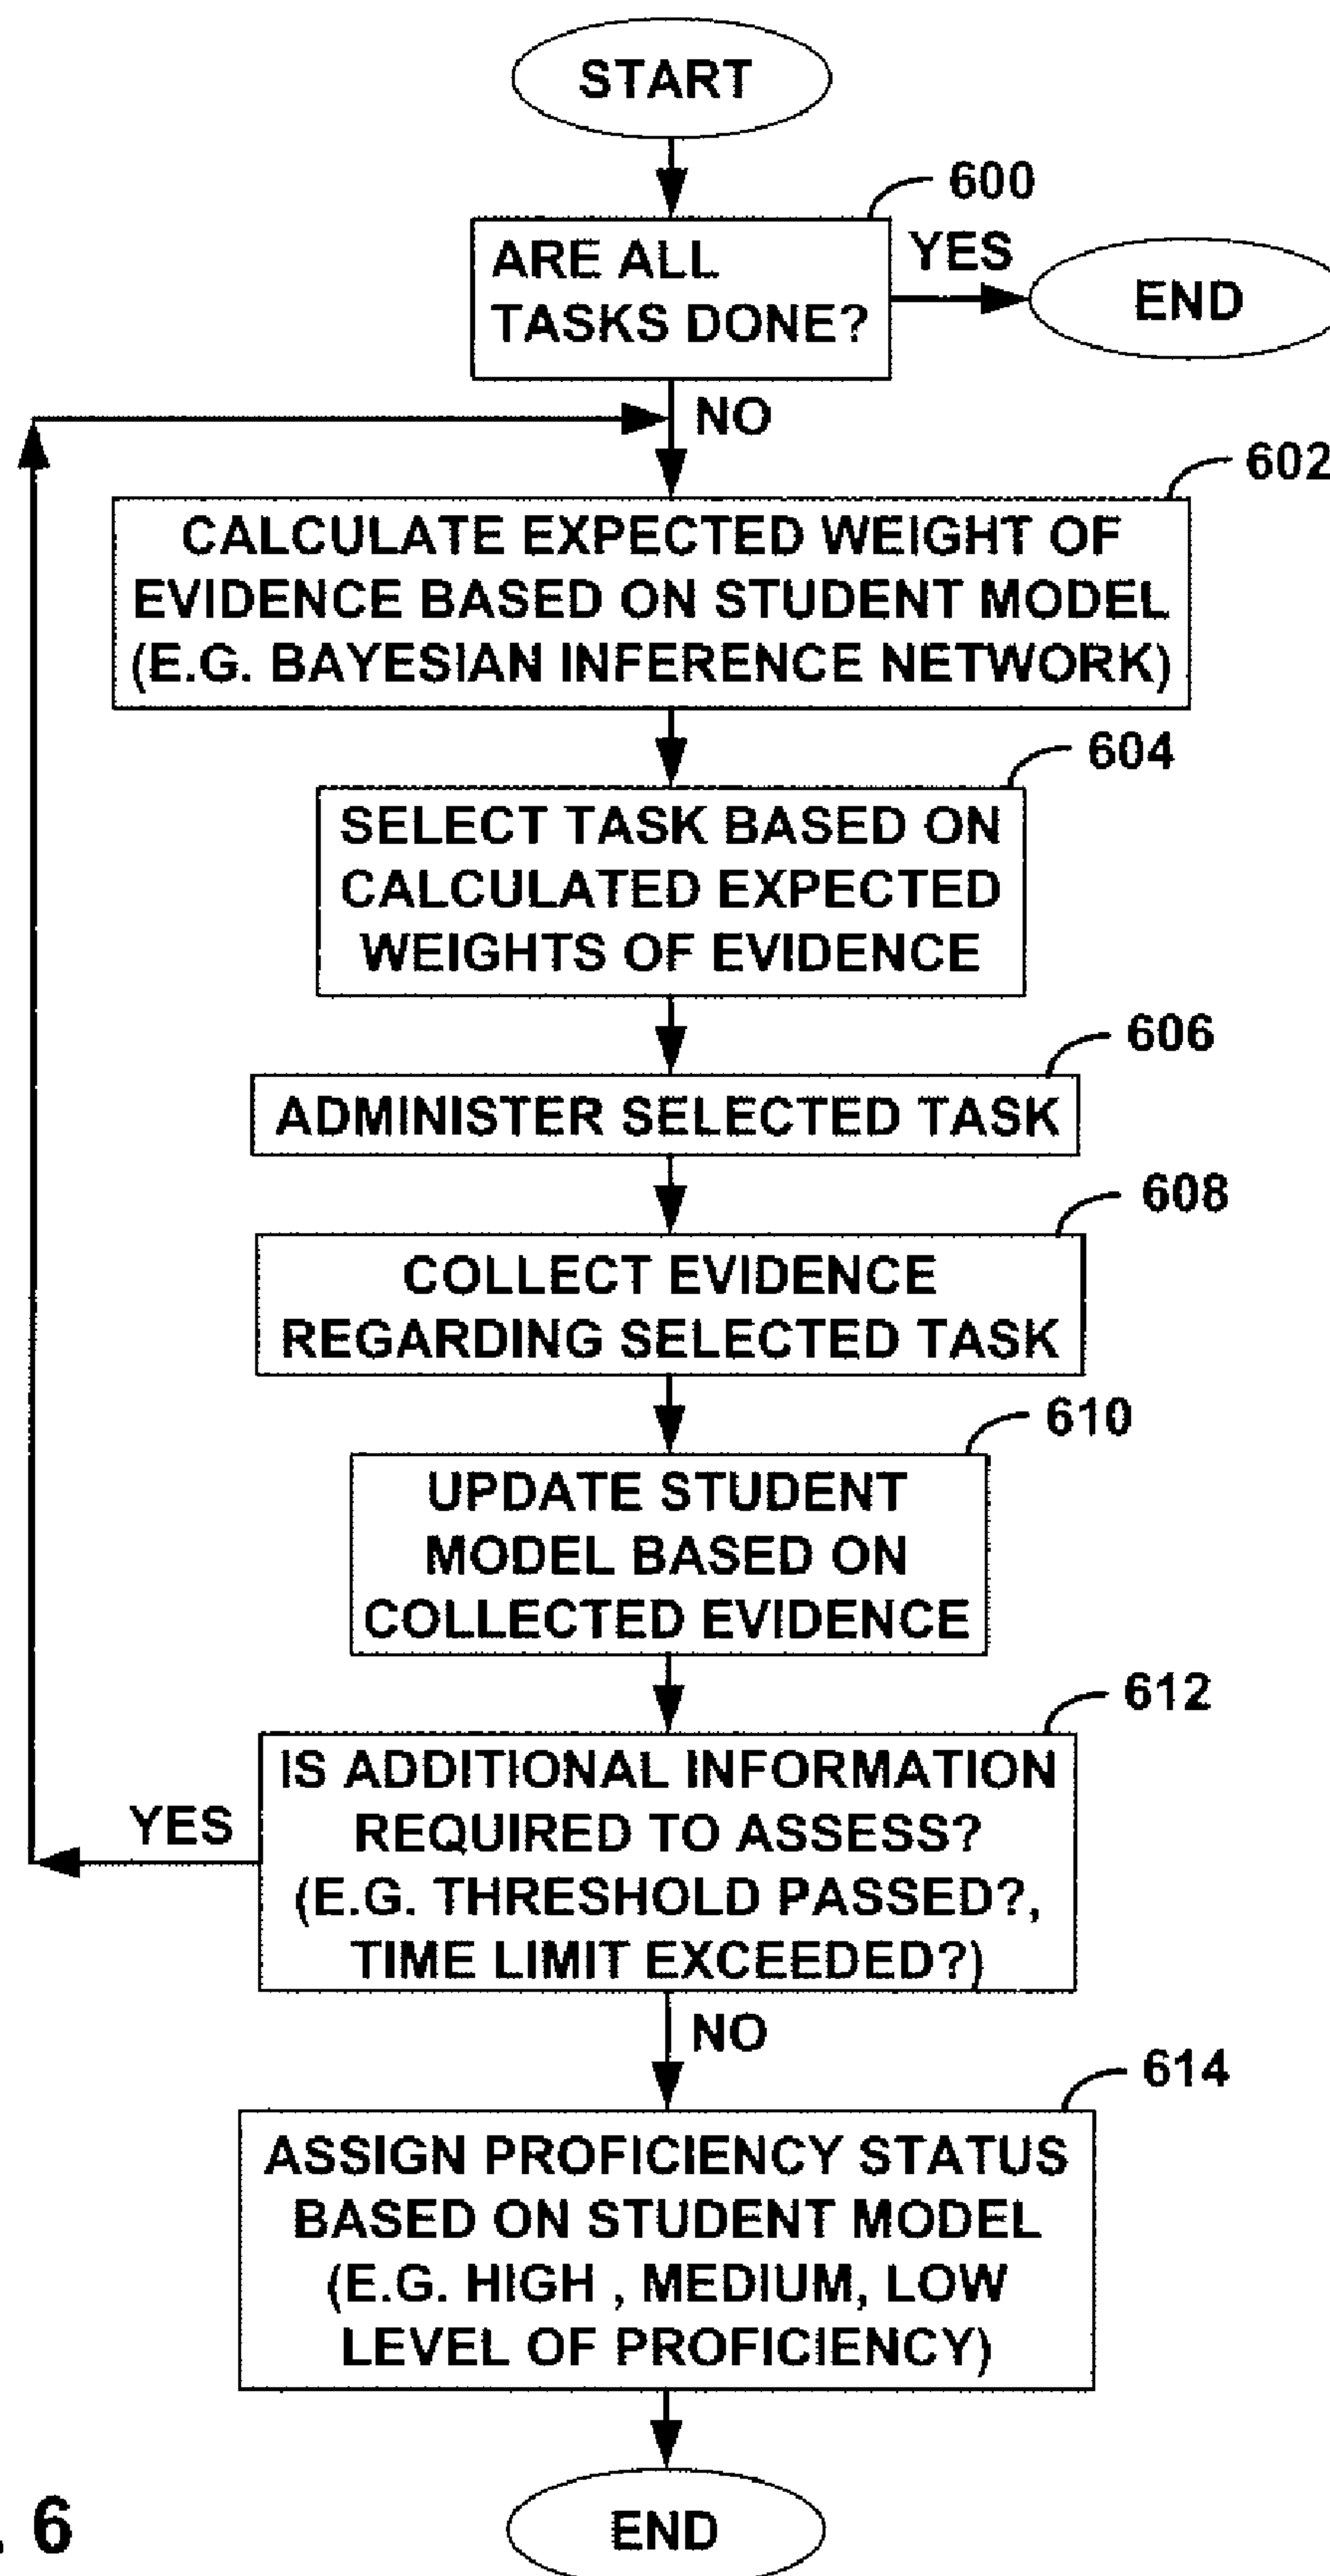 START
600
ARE ALL
TASKS DONE?
YES
END
NO
602
CALCULATE EXPECTED WEIGHT OF
EVIDENCE BASED ON STUDENT MODEL
(E.G. BAYESIAN INFERENCE NETWORK)
604
SELECT TASK BASED ON
CALCULATED EXPECTED
WEIGHTS OF EVIDENCE
606
ADMINISTER SELECTED TASK
608
COLLECT EVIDENCE
REGARDING SELECTED TASK
610
UPDATE STUDENT
MODEL BASED ON
COLLECTED EVIDENCE
612
IS ADDITIONAL INFORMATION
REQUIRED TO ASSESS?
(E.G. THRESHOLD PASSED?,
TIME LIMIT EXCEEDED?)
YES
NO
614
ASSIGN PROFICIENCY STATUS
BASED ON STUDENT MODEL
(E.G. HIGH , MEDIUM, LOW
LEVEL OF PROFICIENCY)
END
. 6